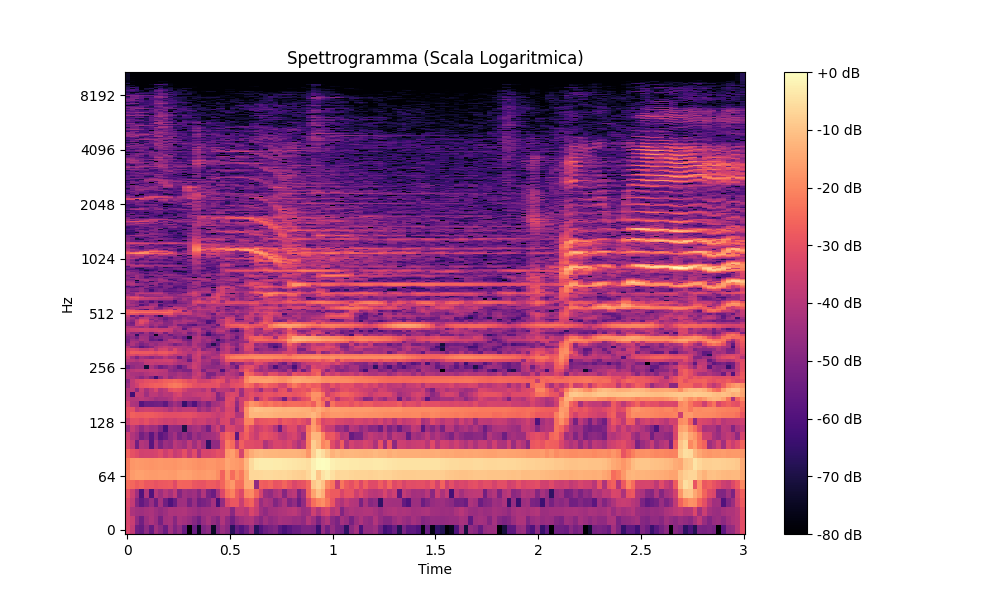 Spettrogramma (Scala Logaritmica)
Hz
8192
4096
2048
1024
512
256
128
64
0
0 0.5 1 1.5 2 2.5 3
Time
+0 dB
-10 dB
-20 dB
-30 dB
-40 dB
-50 dB
-60 dB
-70 dB
-80 dB